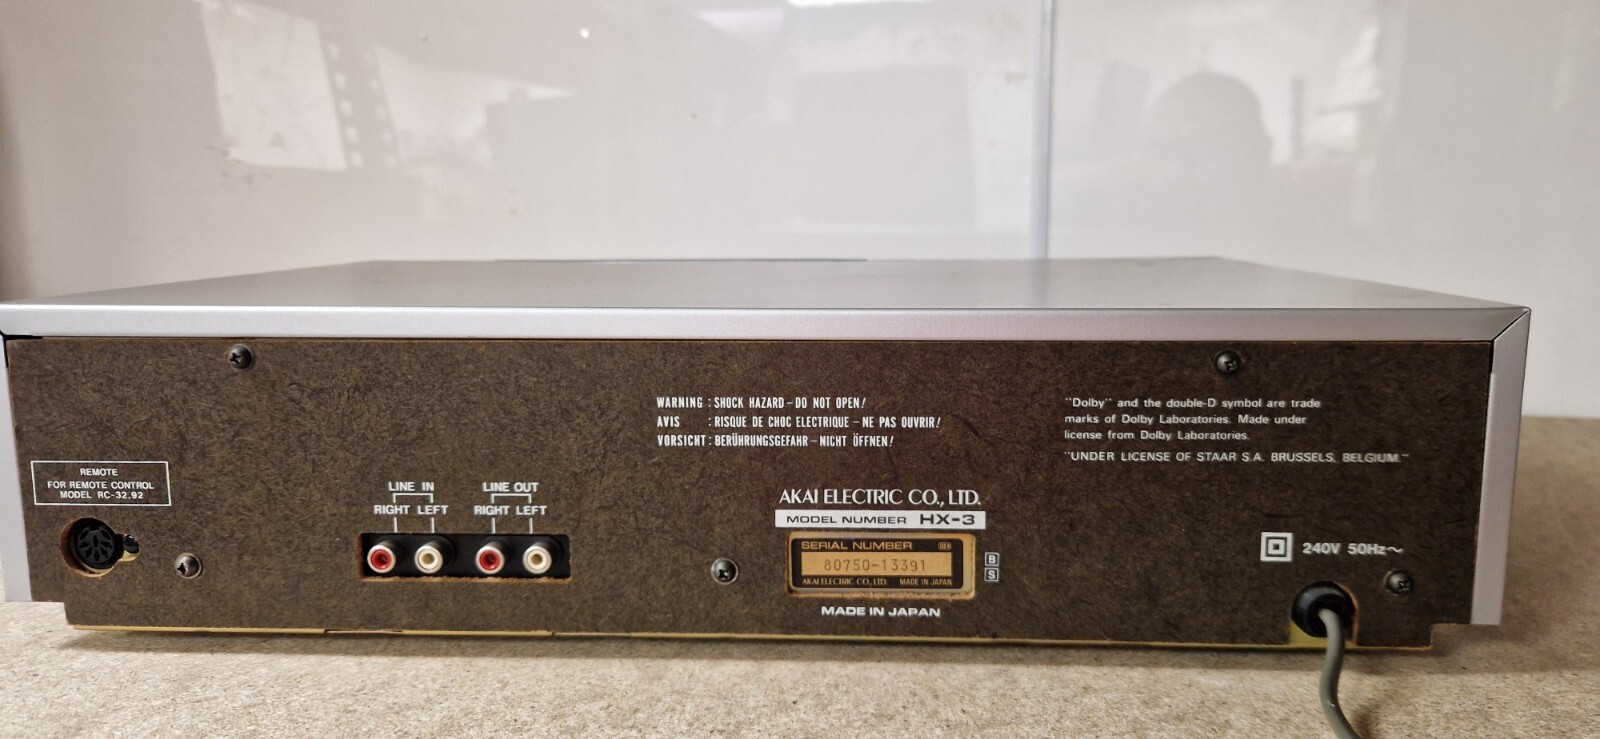 WARNING : SHOCK HAZARD – DO NOT OPEN!
AVIS : RISQUE DE CHOC ELECTRIQUE – NE PAS OUVRIR!
VORSICHT : BERÜHRUNGSGEFAHR – NICHT ÖFFNEN!
"Dolby" and the double-D symbol are trade
marks of Dolby Laboratories. Made under
license from Dolby Laboratories.
"UNDER LICENSE OF STAAR S.A. BRUSSELS, BELGIUM."
REMOTE
FOR REMOTE CONTROL
MODEL RC-32,92
LINE IN
RIGHT LEFT
LINE OUT
RIGHT LEFT
AKAI ELECTRIC CO., LTD.
MODEL NUMBER HX-3
SERIAL NUMBER
80750-13391
AKAI ELECTRIC CO., LTD. MADE IN JAPAN
B
S
MADE IN JAPAN
240V 50Hz~